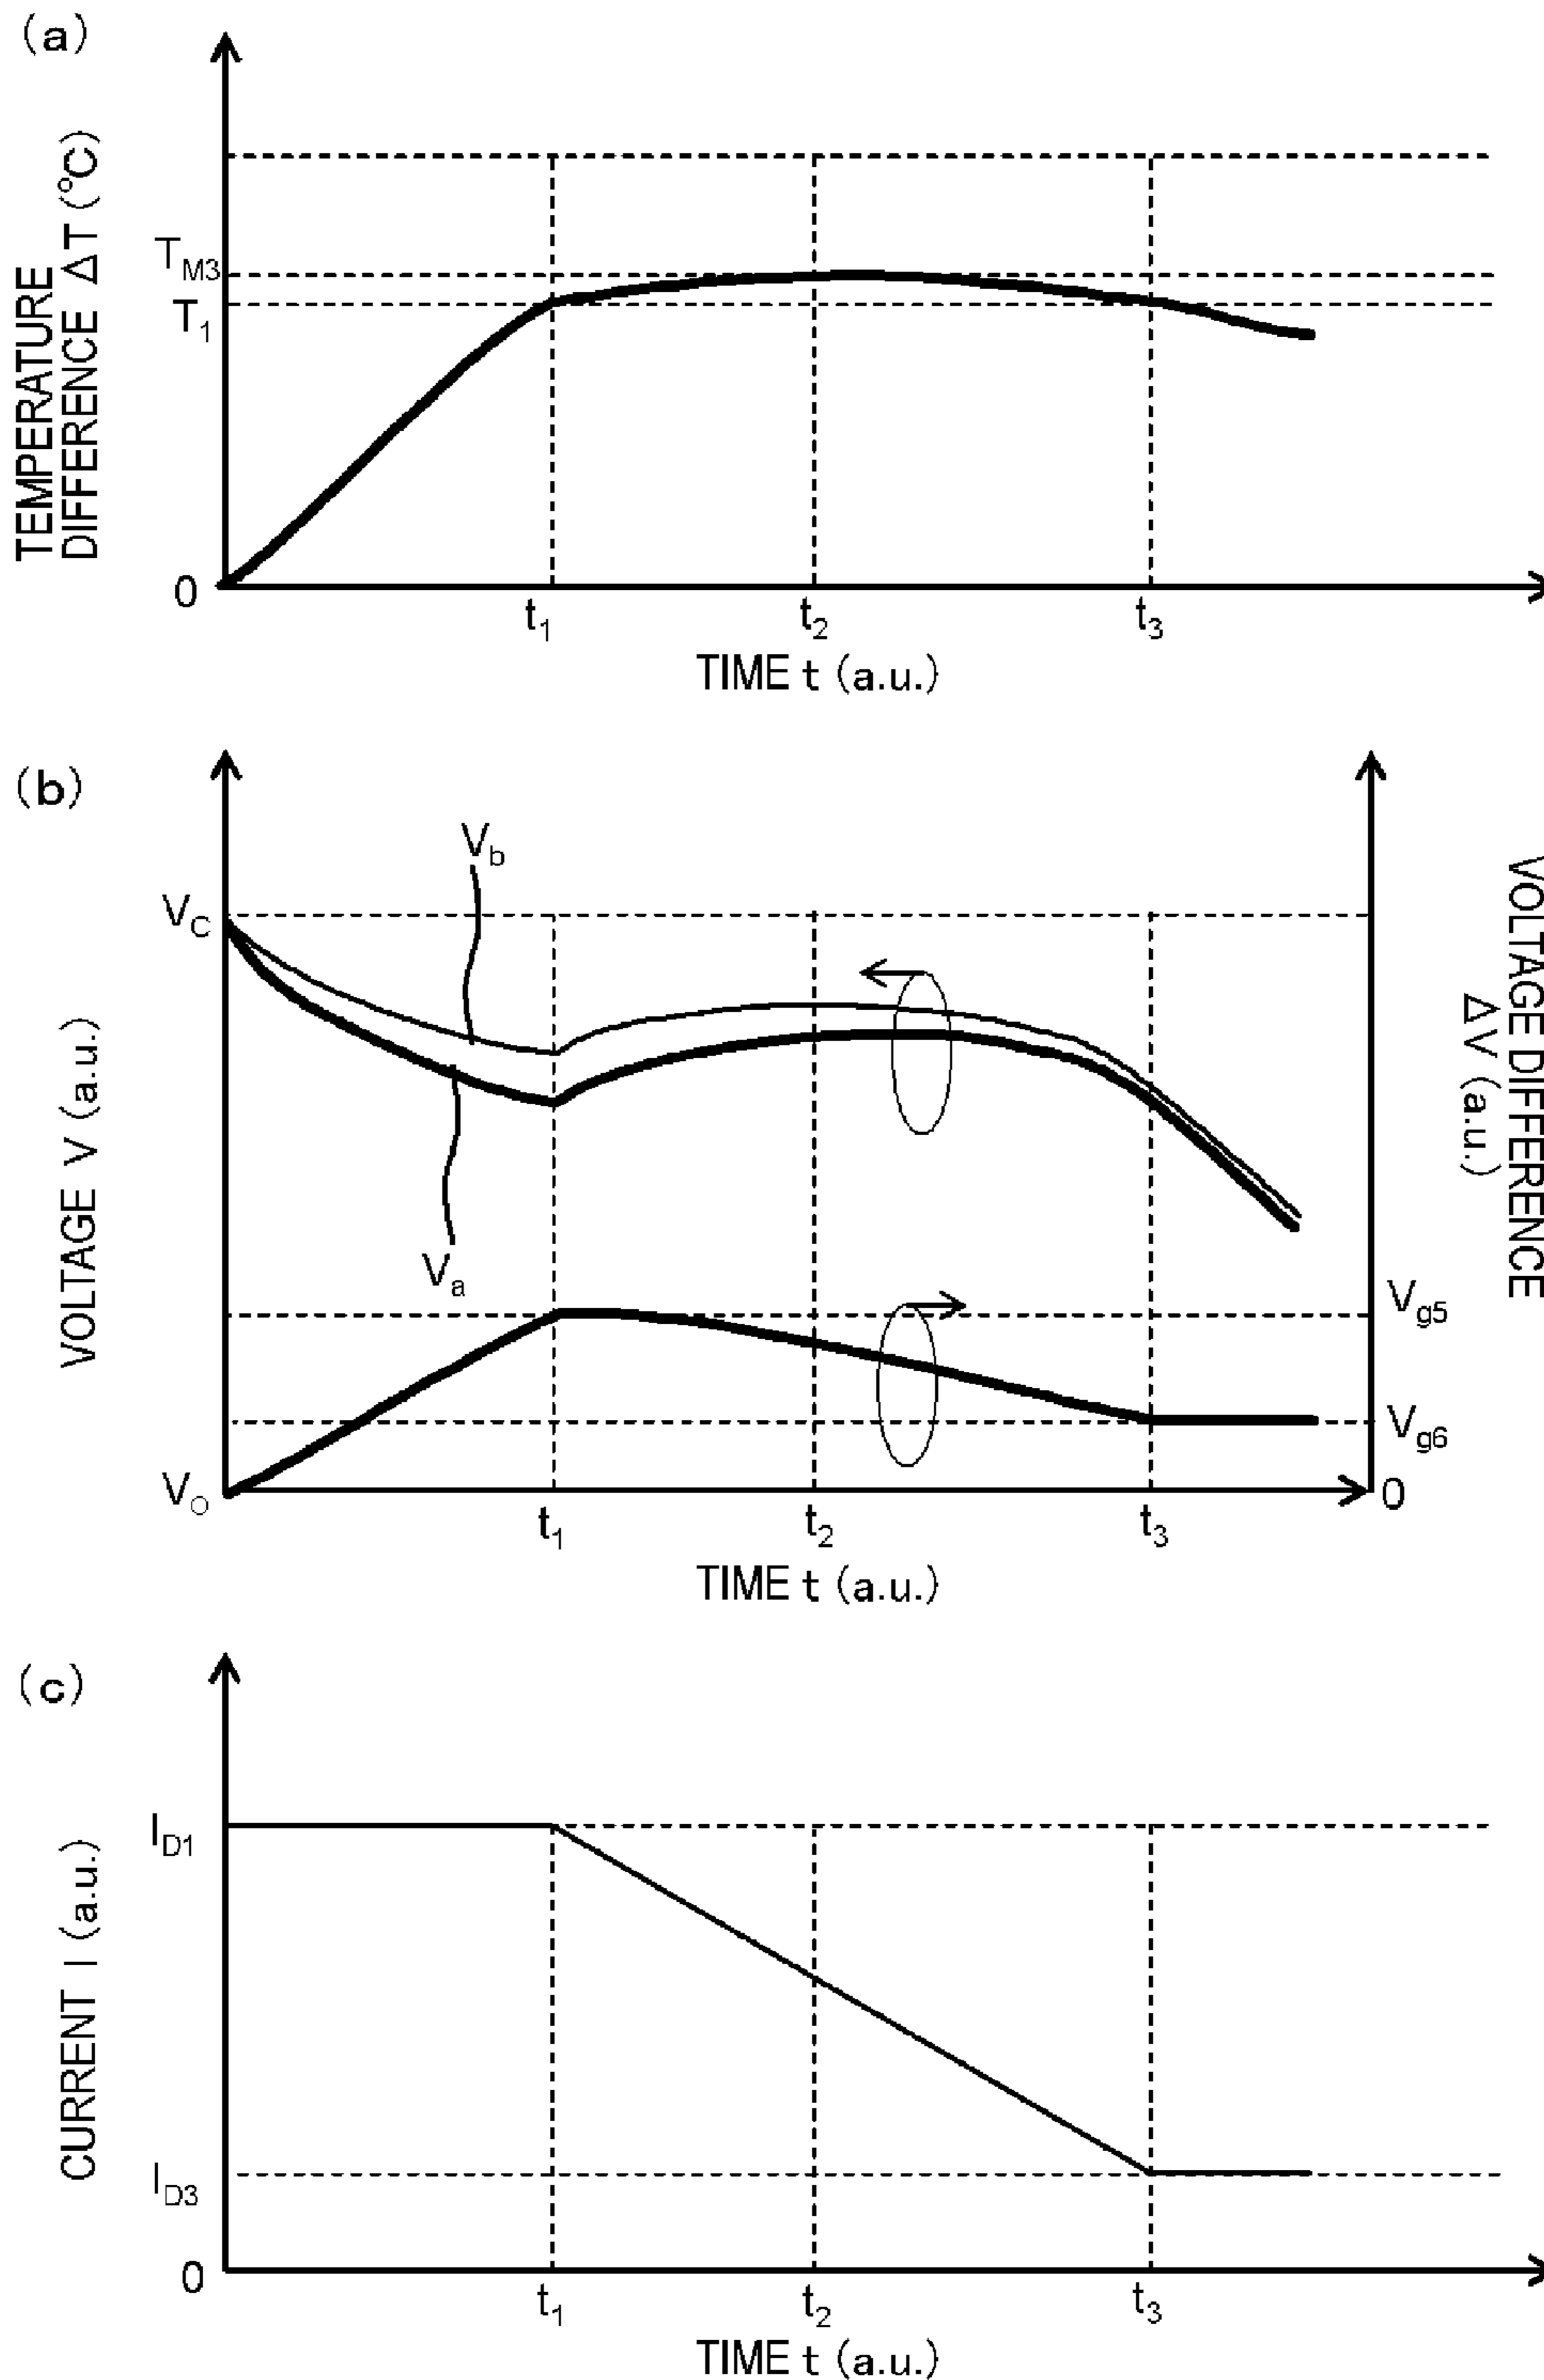 (a)
TEMPERATURE
DIFFERENCE ΔT (℃)
T_M3
T_1
0
t_1 t_2 t_3
TIME t (a.u.)
(b)
V_b
V_C
VOLTAGE V (a.u.)
VOLTAGE DIFFERENCE
ΔV (a.u.)
V_a
V_g5
V_g6
V_O
0
t_1 t_2 t_3
TIME t (a.u.)
(c)
I_D1
CURRENT I (a.u.)
I_D3
0
t_1 t_2 t_3
TIME t (a.u.)